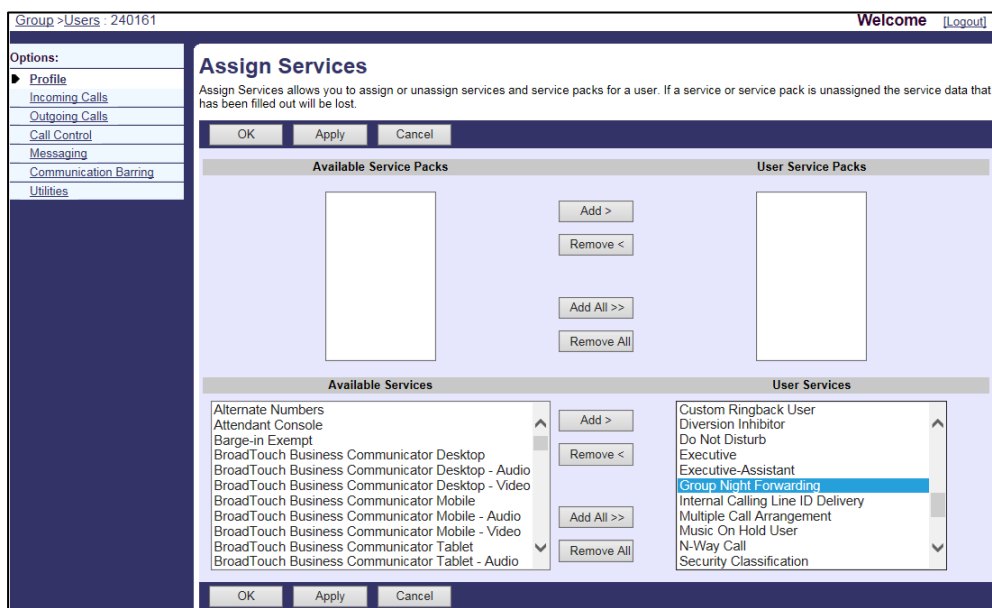 Group >Users : 240161
Welcome [Logout]
Options:
Profile
Incoming Calls
Outgoing Calls
Call Control
Messaging
Communication Barring
Utilities
Assign Services
Assign Services allows you to assign or unassign services and service packs for a user. If a service or service pack is unassigned the service data that
has been filled out will be lost.
OK Apply Cancel
Available Service Packs
User Service Packs
Add >
Remove <
Add All >>
Remove All
Available Services
User Services
Alternate Numbers
Attendant Console
Barge-in Exempt
BroadTouch Business Communicator Desktop
BroadTouch Business Communicator Desktop - Audio
BroadTouch Business Communicator Desktop - Video
BroadTouch Business Communicator Mobile
BroadTouch Business Communicator Mobile - Audio
BroadTouch Business Communicator Mobile - Video
BroadTouch Business Communicator Tablet
BroadTouch Business Communicator Tablet - Audio
Add >
Remove <
Add All >>
Remove All
Custom Ringback User
Diversion Inhibitor
Do Not Disturb
Executive
Executive-Assistant
Group Night Forwarding
Internal Calling Line ID Delivery
Multiple Call Arrangement
Music On Hold User
N-Way Call
Security Classification
OK Apply Cancel